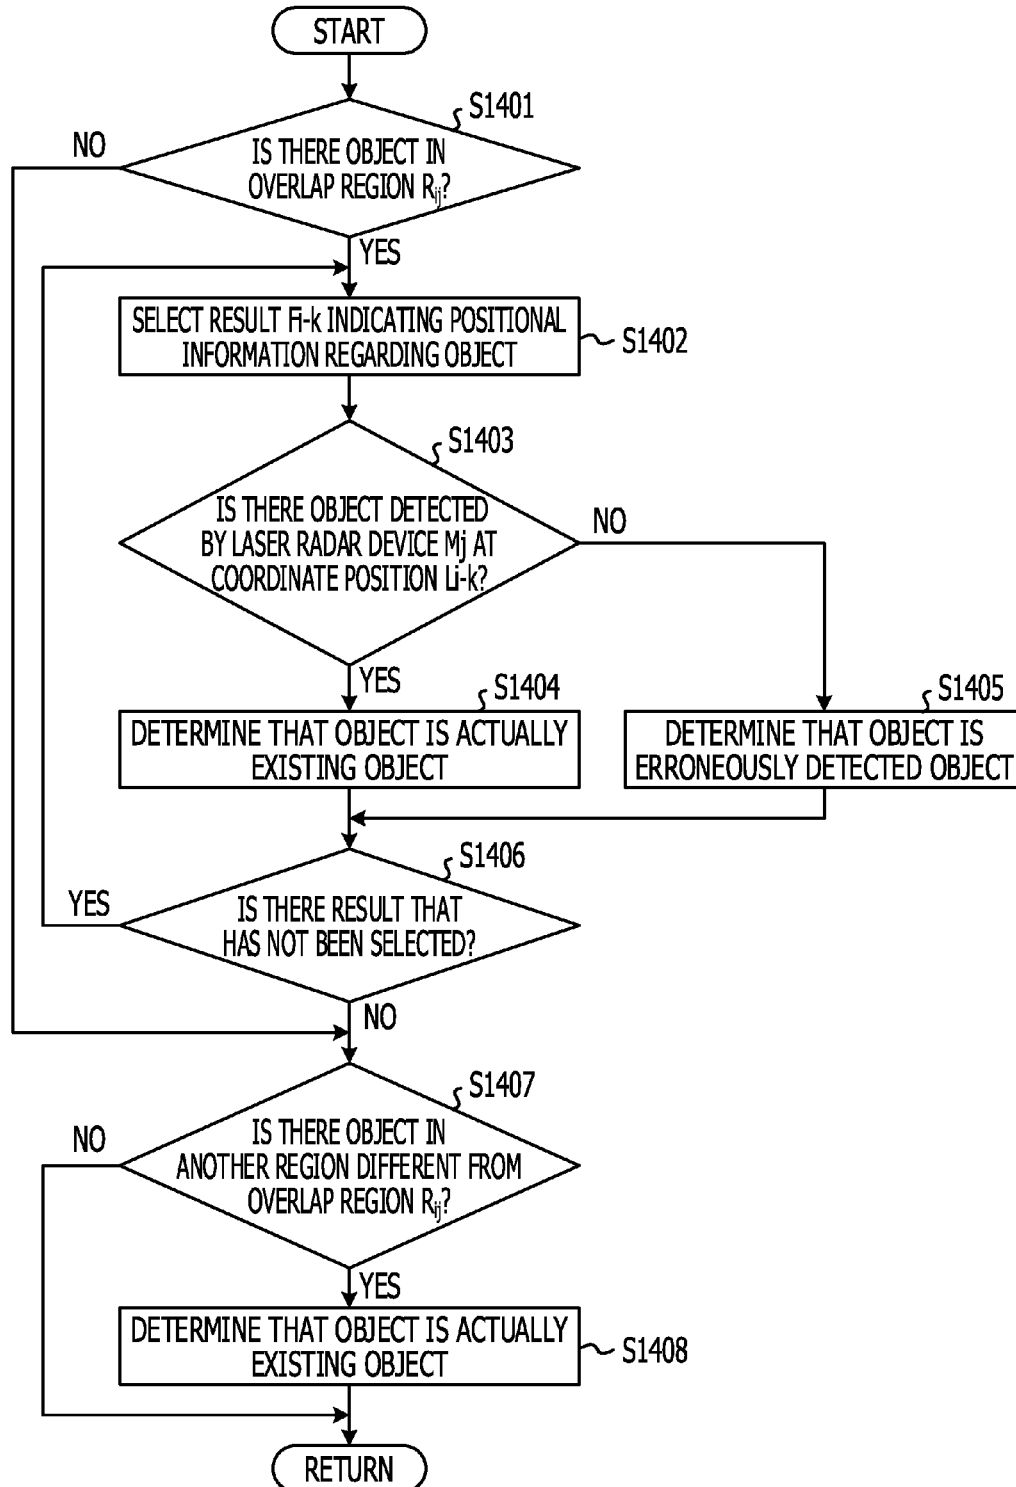 START
S1401
NO
IS THERE OBJECT IN
OVERLAP REGION Rij?
YES
SELECT RESULT Fi-k INDICATING POSITIONAL
INFORMATION REGARDING OBJECT
S1402
S1403
IS THERE OBJECT DETECTED
BY LASER RADAR DEVICE Mj AT
COORDINATE POSITION Li-k?
NO
YES
S1404
DETERMINE THAT OBJECT IS ACTUALLY
EXISTING OBJECT
S1405
DETERMINE THAT OBJECT IS
ERRONEOUSLY DETECTED OBJECT
S1406
YES
IS THERE RESULT THAT
HAS NOT BEEN SELECTED?
NO
S1407
NO
IS THERE OBJECT IN
ANOTHER REGION DIFFERENT FROM
OVERLAP REGION Rij?
YES
DETERMINE THAT OBJECT IS ACTUALLY
EXISTING OBJECT
S1408
RETURN